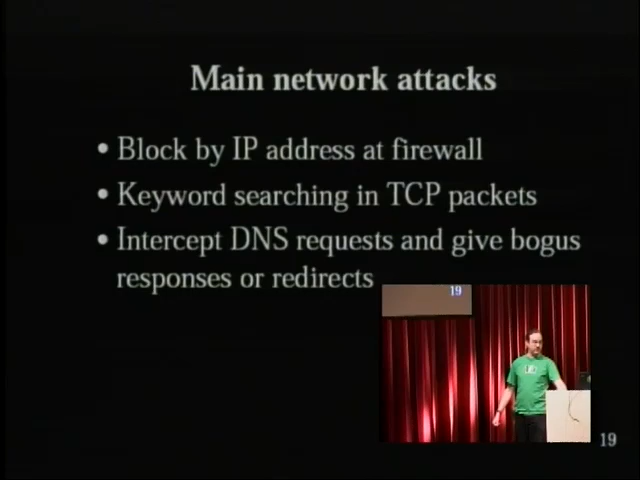 Main network attacks
• Block by IP address at firewall
• Keyword searching in TCP packets
• Intercept DNS requests and give bogus
responses or redirects
19
19